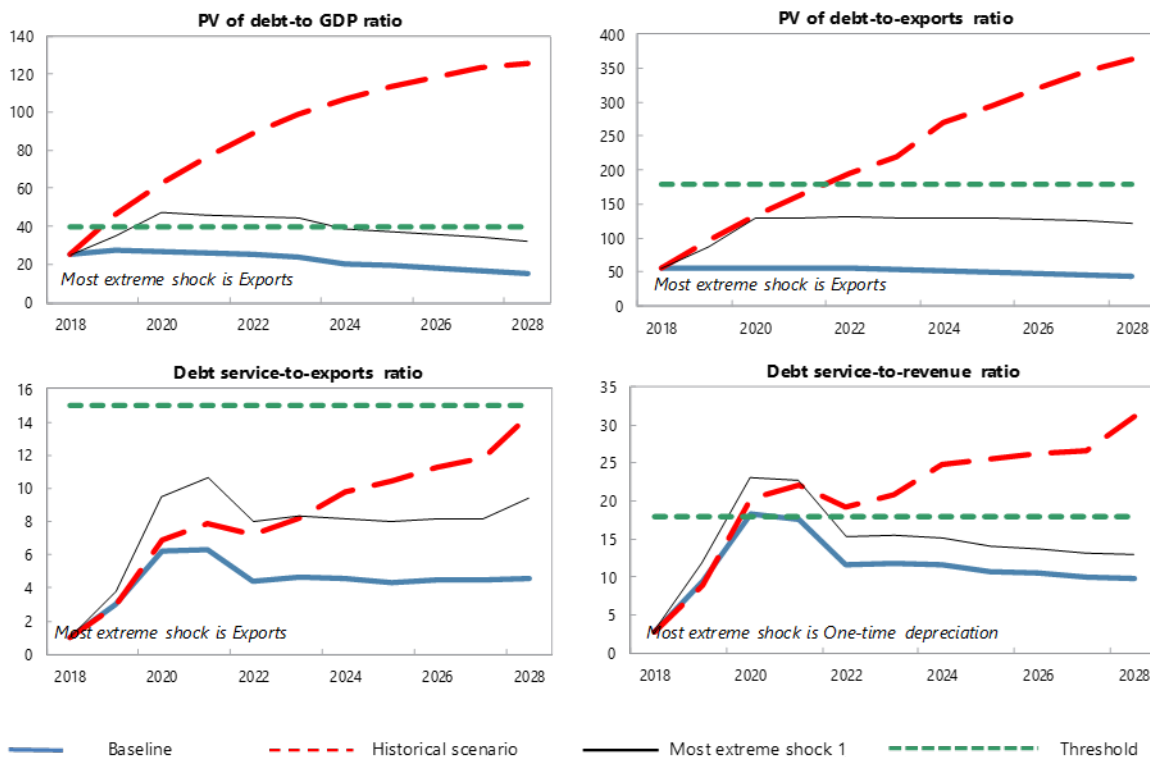 PV of debt-to GDP ratio
140
120
100
80
60
40
20
0
Most extreme shock is Exports
2018 2020 2022 2024 2026 2028
PV of debt-to-exports ratio
400
350
300
250
200
150
100
50
0
Most extreme shock is Exports
2018 2020 2022 2024 2026 2028
Debt service-to-exports ratio
16
14
12
10
8
6
4
2
0
Most extreme shock is Exports
2018 2020 2022 2024 2026 2028
Debt service-to-revenue ratio
35
30
25
20
15
10
5
0
Most extreme shock is One-time depreciation
2018 2020 2022 2024 2026 2028
Baseline Historical scenario Most extreme shock 1 Threshold